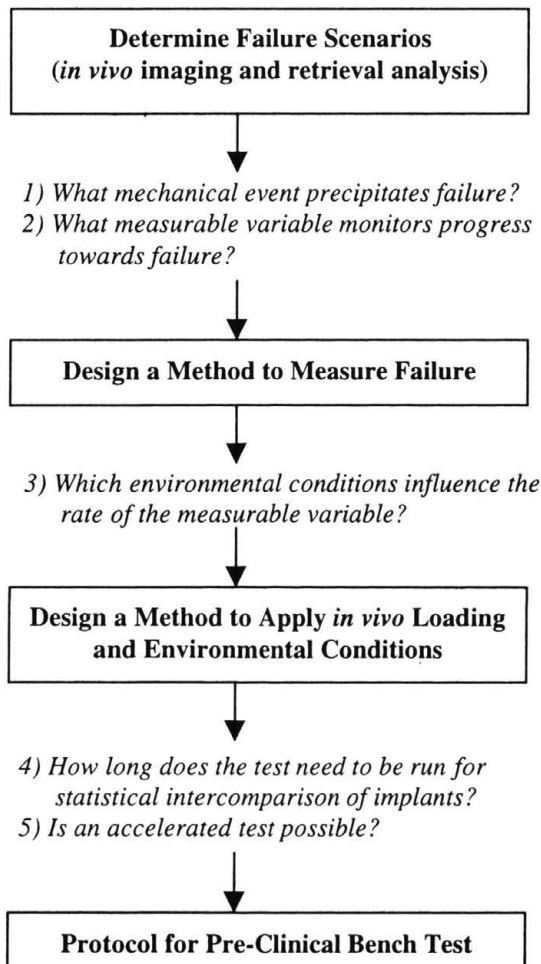 Determine Failure Scenarios
(in vivo imaging and retrieval analysis)
1) What mechanical event precipitates failure?
2) What measurable variable monitors progress
towards failure?
Design a Method to Measure Failure
3) Which environmental conditions influence the
rate of the measurable variable?
Design a Method to Apply in vivo Loading
and Environmental Conditions
4) How long does the test need to be run for
statistical intercomparison of implants?
5) Is an accelerated test possible?
Protocol for Pre-Clinical Bench Test